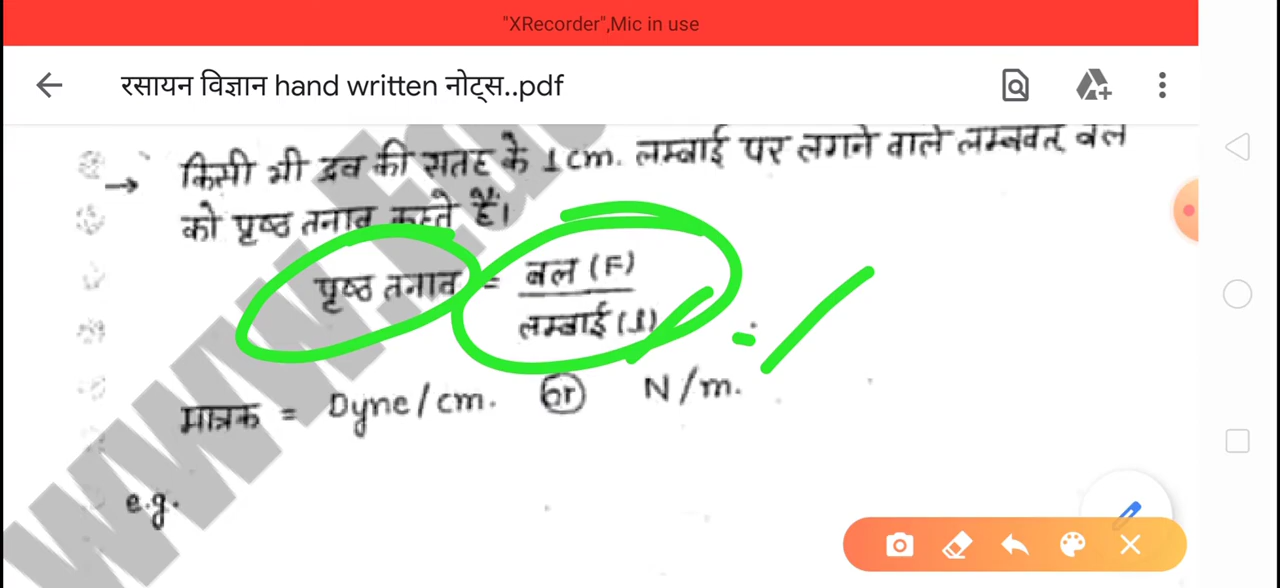 "XRecorder",Mic in use
रसायन विज्ञान hand written नोट्स..pdf
→ किसी भी द्रव की सतह के 1 cm. लम्बाई पर लगने वाले लम्बवत् बल
को पृष्ठ तनाव कहते हैं।
पृष्ठ तनाव = बल (F)
लम्बाई (l)
मात्रक = Dyne/cm. or N/m.
e.g.